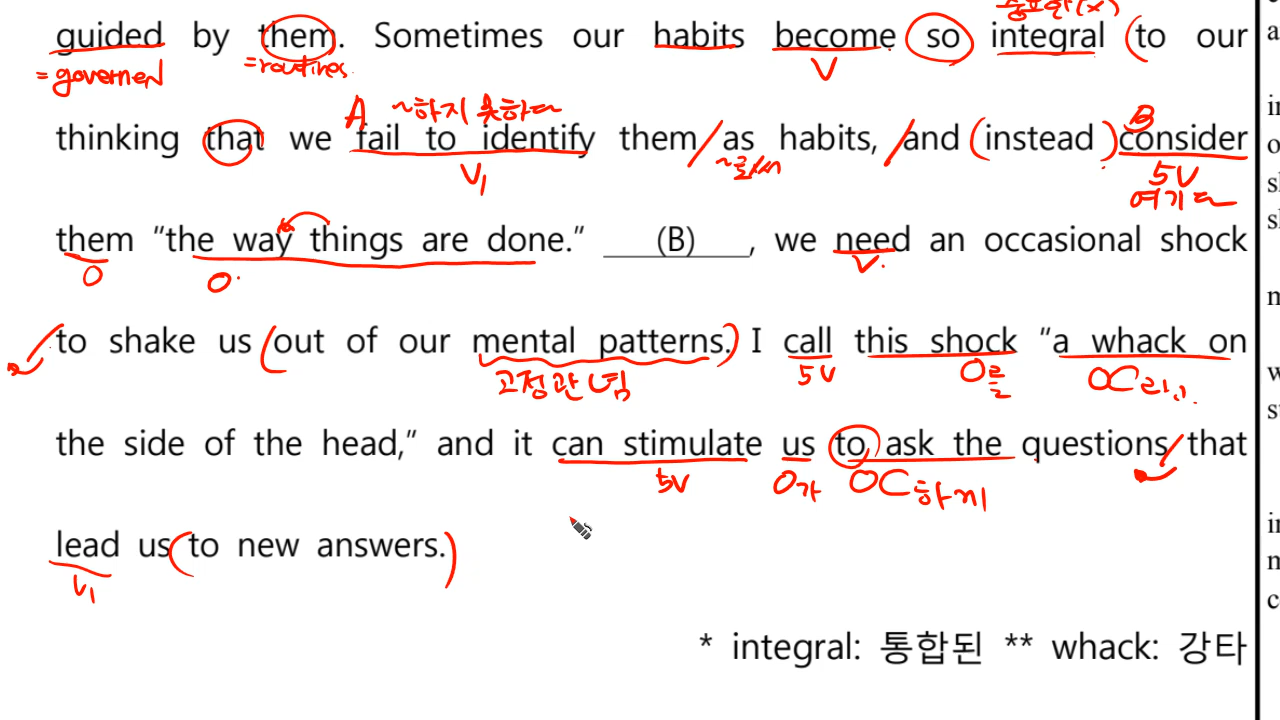 중요한(x)
guided by them. Sometimes our habits become so integral (to our
= governed = routines V
A ~하지 못하다 B
thinking that we fail to identify them / as habits, / and (instead) consider
V1 ~로써 5V
여기다
them “the way things are done.” (B) , we need an occasional shock
O O V
to shake us (out of our mental patterns.) I call this shock “a whack on
고정관념 5V O를 OC라고
the side of the head,” and it can stimulate us to ask the questions that
5V O가 OC하게
lead us (to new answers.)
V1
* integral: 통합된 ** whack: 강타